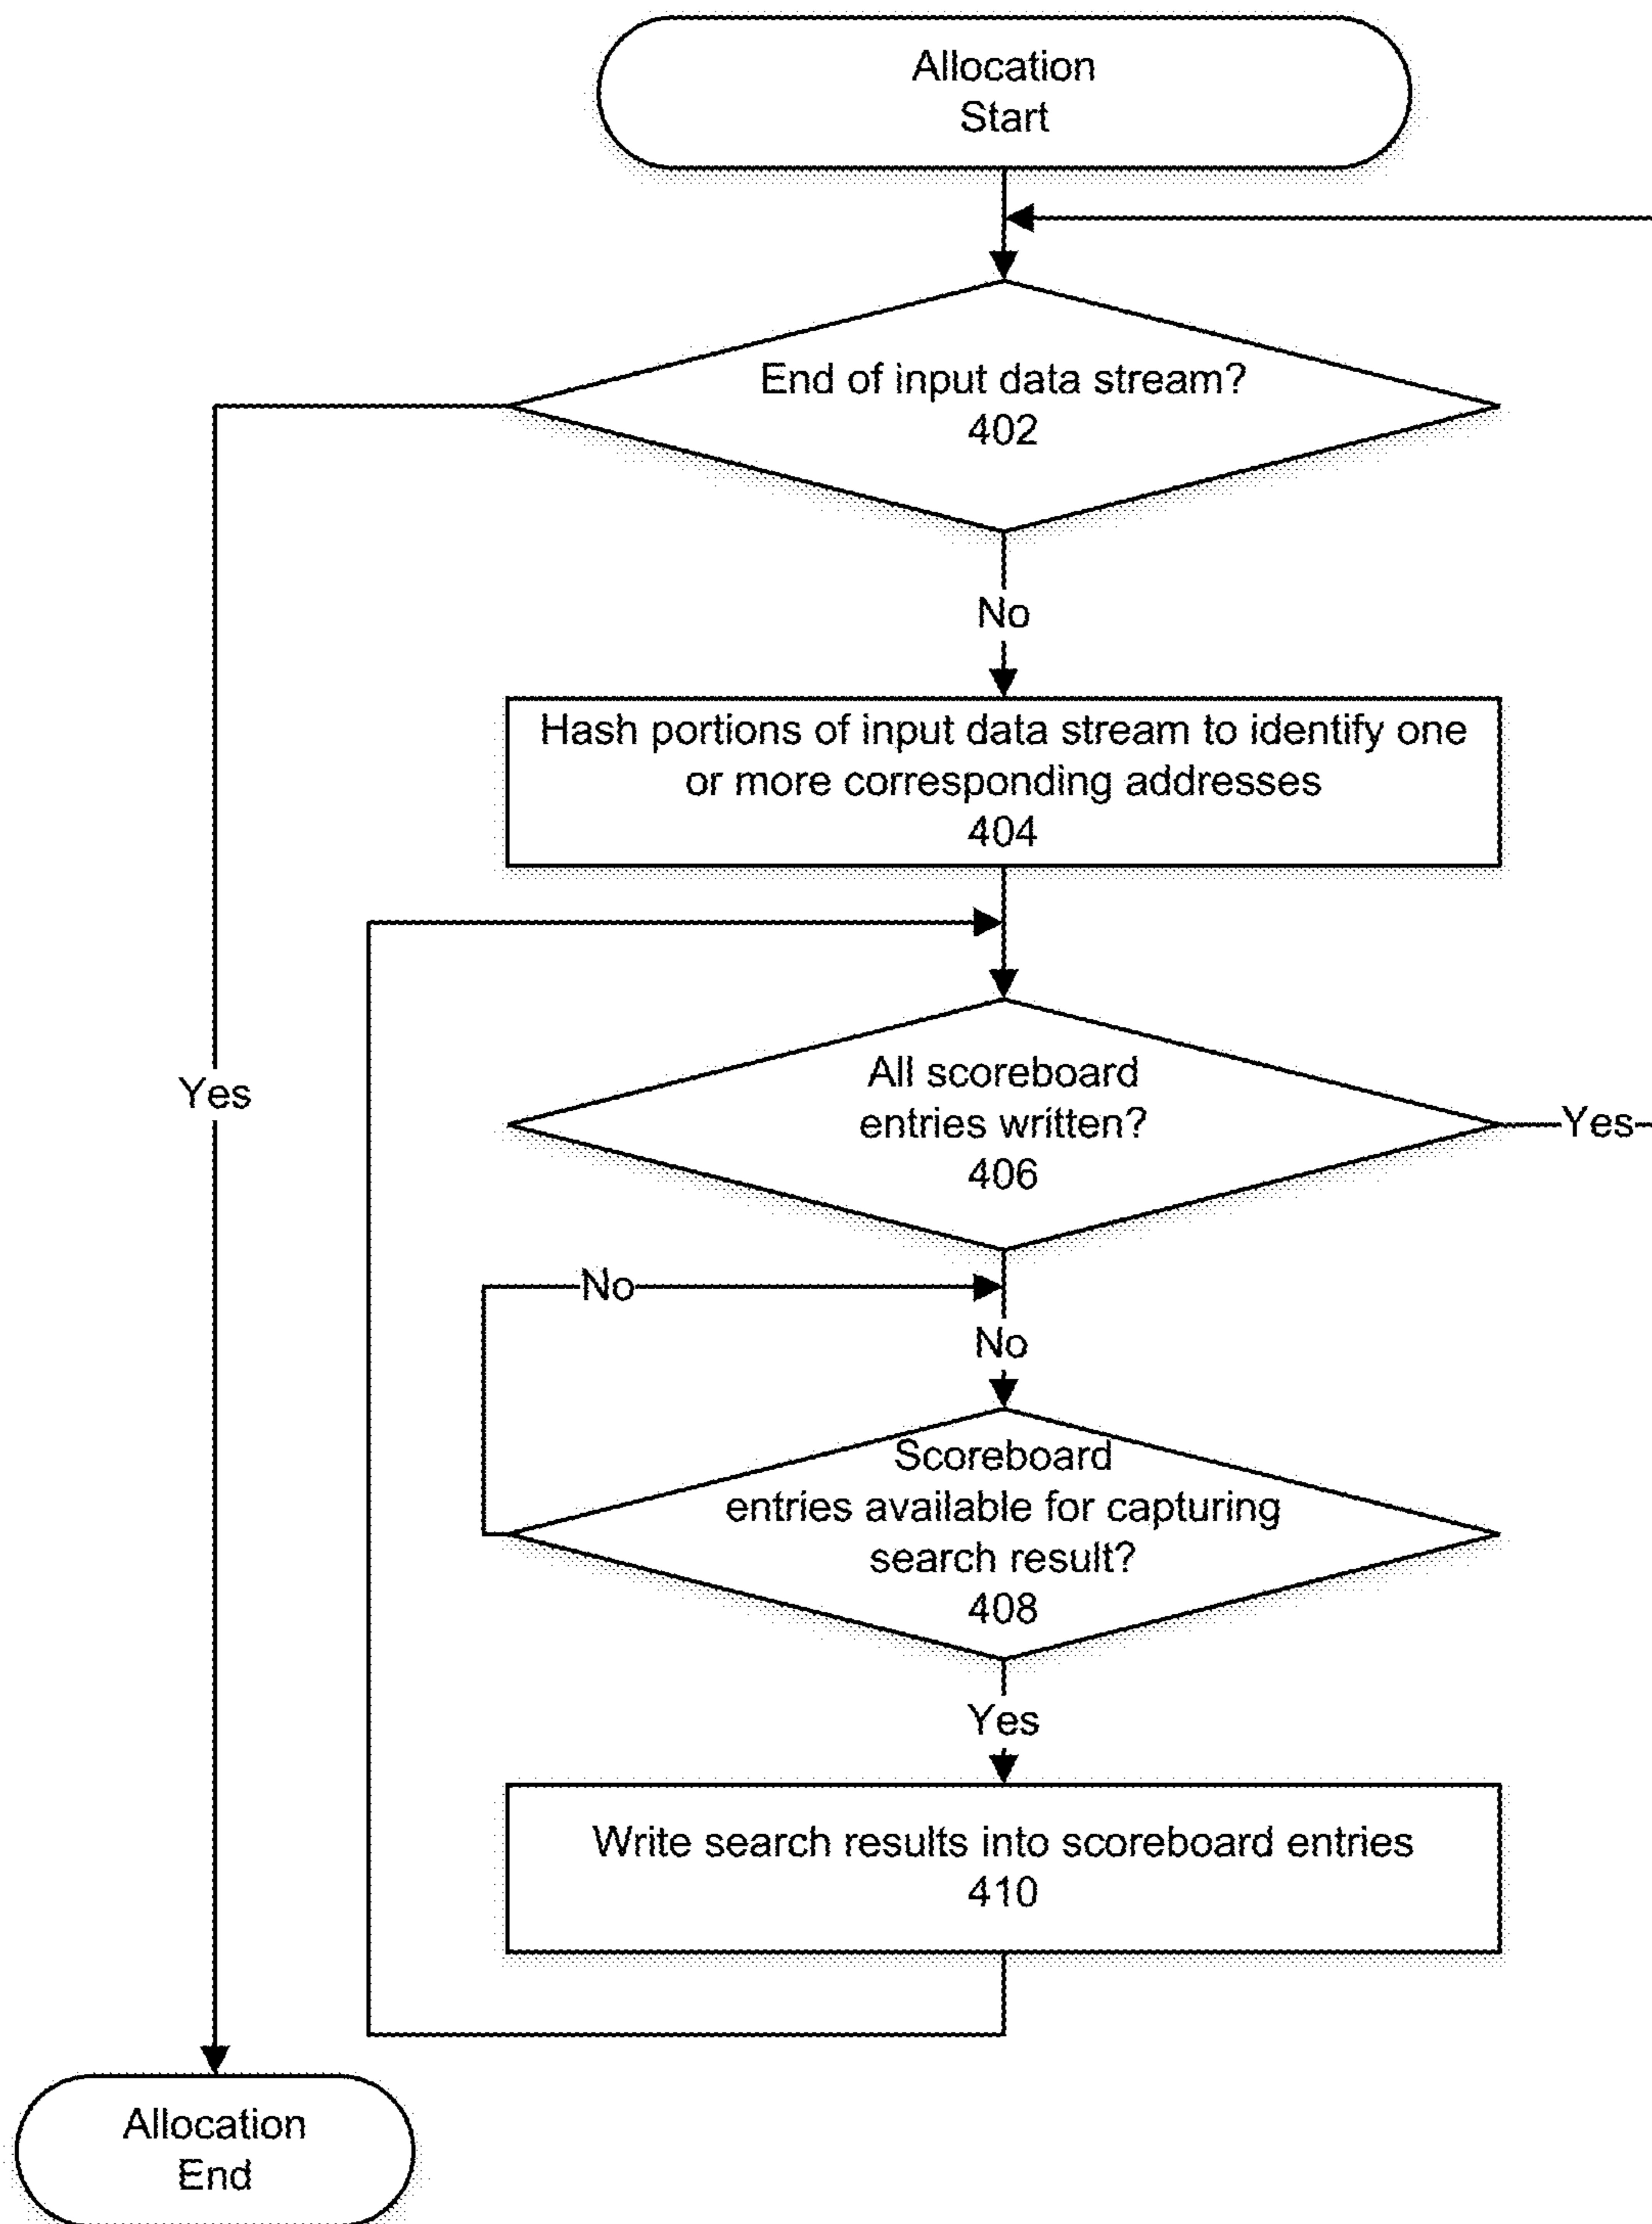 Allocation
Start
End of input data stream?
402
No
Hash portions of input data stream to identify one
or more corresponding addresses
404
All scoreboard
entries written?
406
Yes
Yes
No
No
Scoreboard
entries available for capturing
search result?
408
Yes
Write search results into scoreboard entries
410
Allocation
End